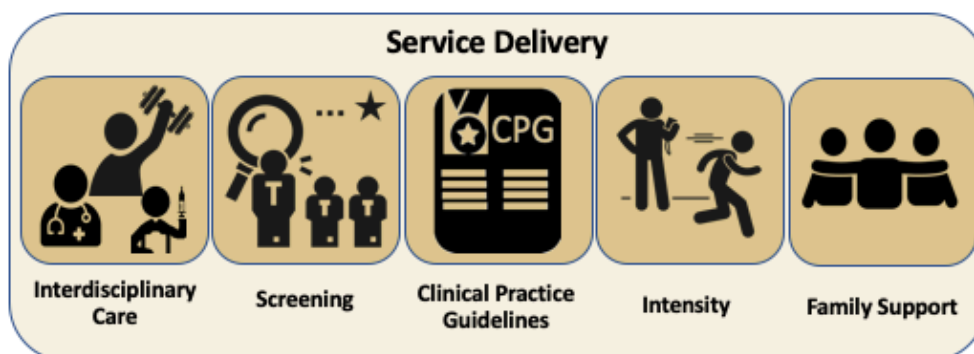 Service Delivery
CPG
T
T
T
Interdisciplinary
Care
Screening
Clinical Practice
Guidelines
Intensity
Family Support